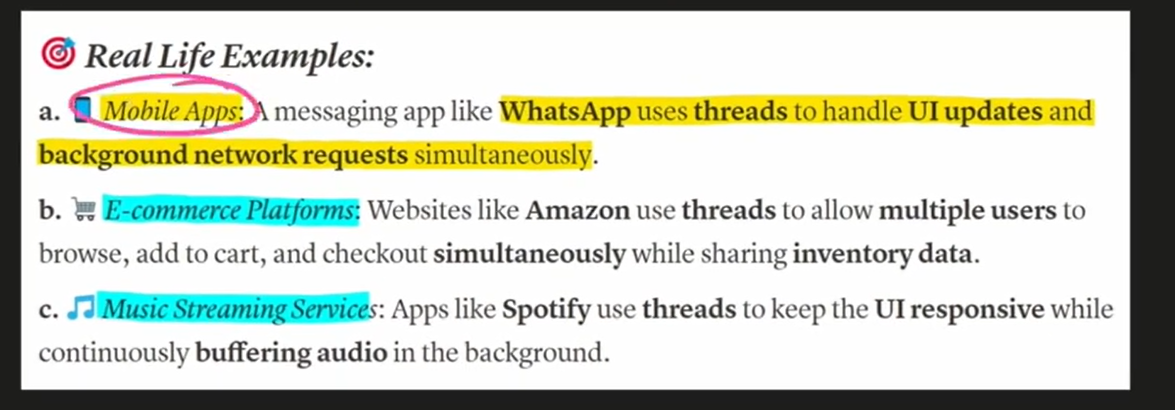 🎯 Real Life Examples:
a. 📱 Mobile Apps: A messaging app like WhatsApp uses threads to handle UI updates and
background network requests simultaneously.
b. 🛒 E-commerce Platforms: Websites like Amazon use threads to allow multiple users to
browse, add to cart, and checkout simultaneously while sharing inventory data.
c. 🎵 Music Streaming Services: Apps like Spotify use threads to keep the UI responsive while
continuously buffering audio in the background.